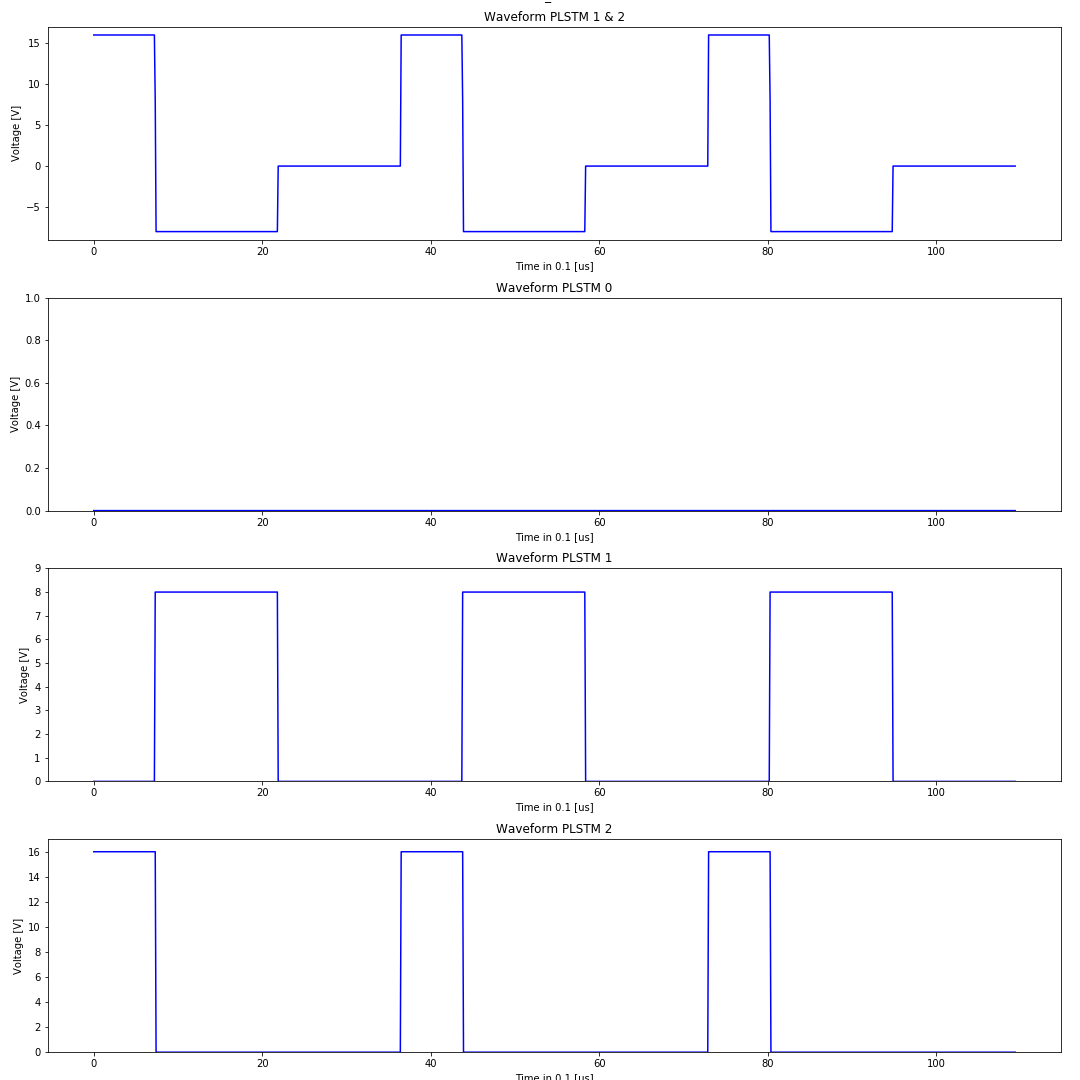 Waveform PLSTM 1 & 2
Voltage [V]
15
10
5
0
−5
0 20 40 60 80 100
Time in 0.1 [us]
Waveform PLSTM 0
Voltage [V]
1.0
0.8
0.6
0.4
0.2
0.0
0 20 40 60 80 100
Time in 0.1 [us]
Waveform PLSTM 1
Voltage [V]
9
8
7
6
5
4
3
2
1
0
0 20 40 60 80 100
Time in 0.1 [us]
Waveform PLSTM 2
Voltage [V]
16
14
12
10
8
6
4
2
0
0 20 40 60 80 100
Time in 0.1 [us]